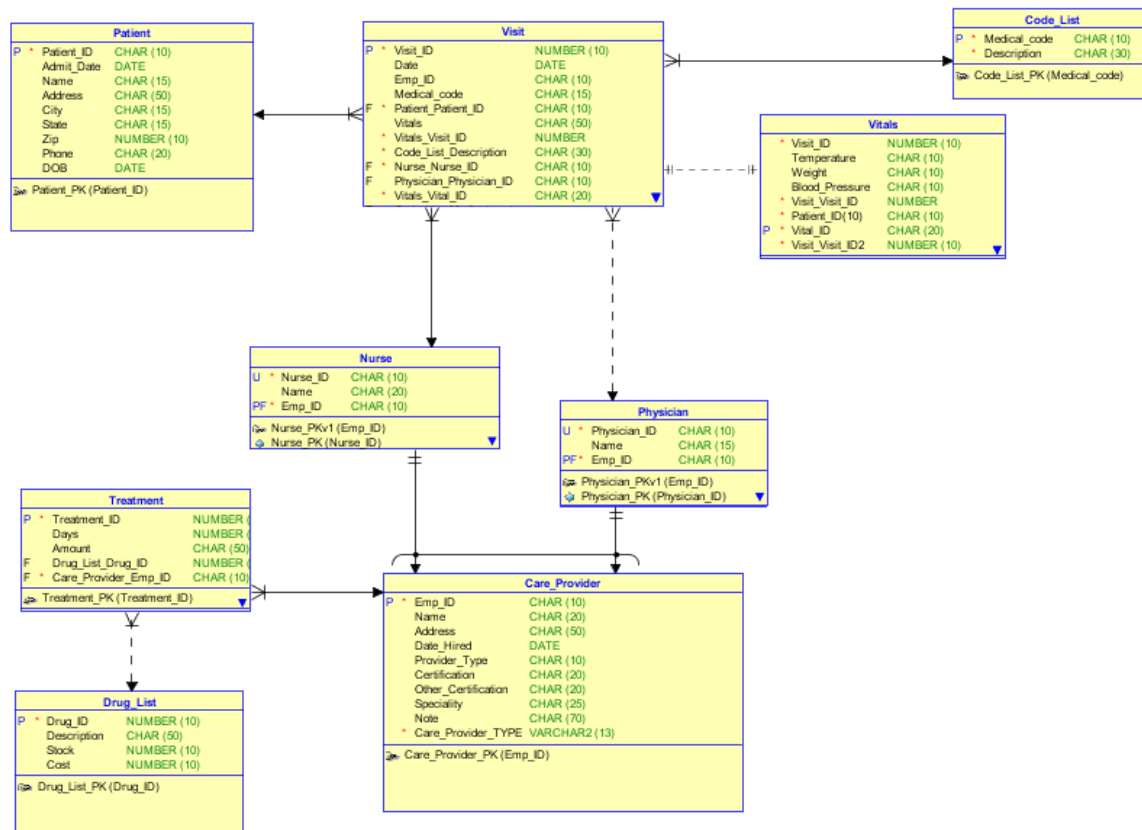 Patient
P * Patient_ID CHAR (10)
Admit_Date DATE
Name CHAR (15)
Address CHAR (50)
City CHAR (15)
State CHAR (15)
Zip NUMBER (10)
Phone CHAR (20)
DOB DATE
Patient_PK (Patient_ID)
Visit
P * Visit_ID NUMBER (10)
Date DATE
Emp_ID CHAR (10)
Medical_code CHAR (15)
F * Patient_Patient_ID CHAR (10)
Vitals CHAR (50)
* Vitals_Visit_ID NUMBER
* Code_List_Description CHAR (30)
F * Nurse_Nurse_ID CHAR (10)
F Physician_Physician_ID CHAR (10)
* Vitals_Vital_ID CHAR (20)
Code_List
P * Medical_code CHAR (10)
* Description CHAR (30)
Code_List_PK (Medical_code)
Vitals
* Visit_ID NUMBER (10)
Temperature CHAR (10)
Weight CHAR (10)
Blood_Pressure CHAR (10)
* Visit_Visit_ID NUMBER
* Patient_ID(10) CHAR (10)
P * Vital_ID CHAR (20)
* Visit_Visit_ID2 NUMBER (10)
Nurse
U * Nurse_ID CHAR (10)
Name CHAR (20)
PF * Emp_ID CHAR (10)
Nurse_PKv1 (Emp_ID)
Nurse_PK (Nurse_ID)
Physician
U * Physician_ID CHAR (10)
Name CHAR (15)
PF * Emp_ID CHAR (10)
Physician_PKv1 (Emp_ID)
Physician_PK (Physician_ID)
Treatment
P * Treatment_ID NUMBER (
Days NUMBER (
Amount CHAR (50)
F Drug_List_Drug_ID NUMBER (
F * Care_Provider_Emp_ID CHAR (10)
Treatment_PK (Treatment_ID)
Care_Provider
P * Emp_ID CHAR (10)
Name CHAR (20)
Address CHAR (50)
Date_Hired DATE
Provider_Type CHAR (10)
Certification CHAR (20)
Other_Certification CHAR (20)
Speciality CHAR (25)
Note CHAR (70)
* Care_Provider_TYPE VARCHAR2 (13)
Care_Provider_PK (Emp_ID)
Drug_List
P * Drug_ID NUMBER (10)
Description CHAR (50)
Stock NUMBER (10)
Cost NUMBER (10)
Drug_List_PK (Drug_ID)